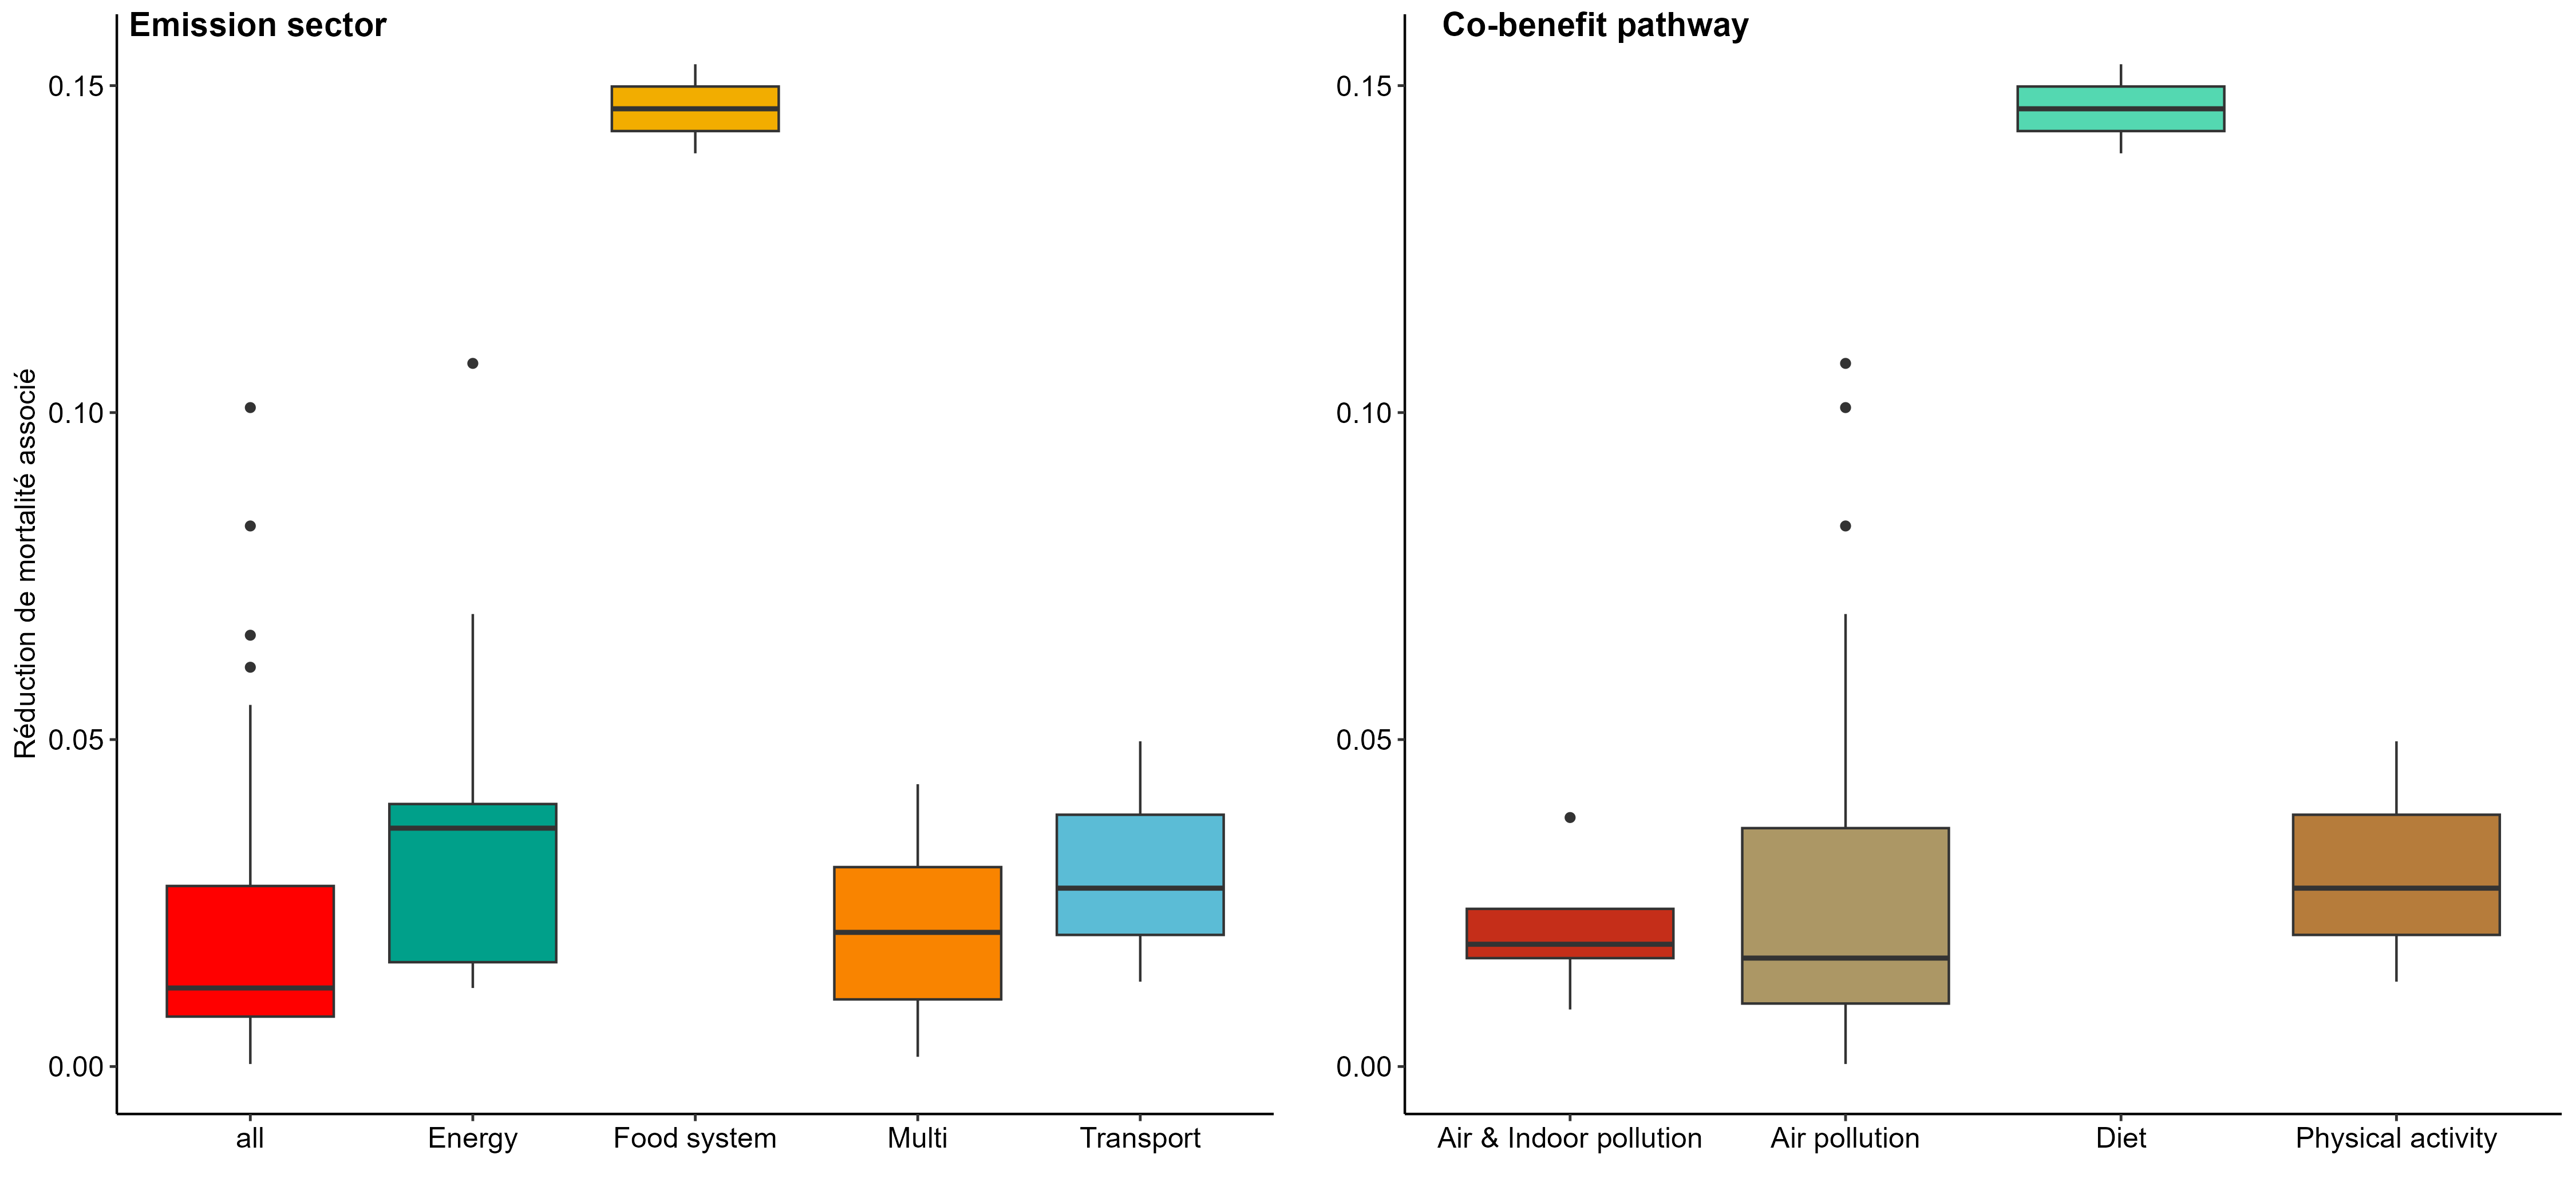 Emission sector
Réduction de mortalité associé
0.15
0.10
0.05
0.00
all Energy Food system Multi Transport
Co-benefit pathway
0.15
0.10
0.05
0.00
Air & Indoor pollution Air pollution Diet Physical activity